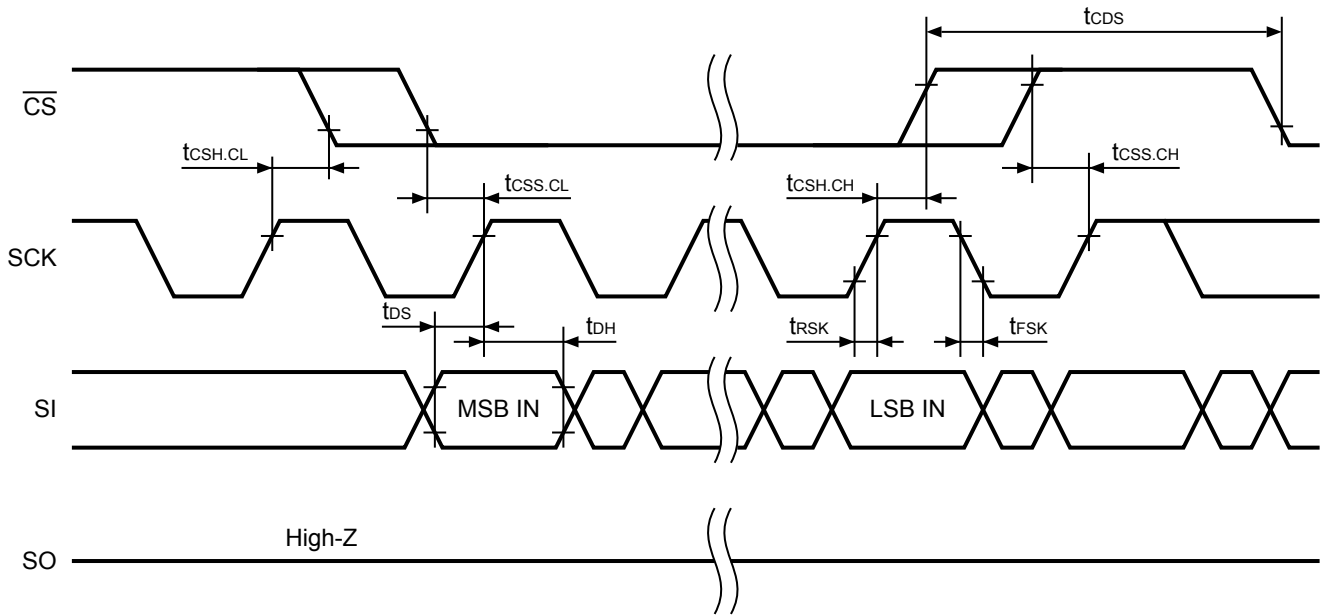 tCDS
CS
tCSH.CL
tCSS.CL
tCSH.CH
tCSS.CH
SCK
tDS
tDH
tRSK
tFSK
SI
MSB IN
LSB IN
High-Z
SO